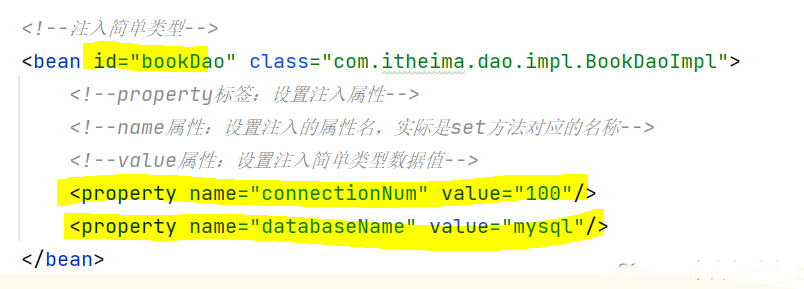 <!--注入简单类型-->
<bean id="bookDao" class="com.itheima.dao.impl.BookDaoImpl">
<!--property标签：设置注入属性-->
<!--name属性：设置注入的属性名，实际是set方法对应的名称-->
<!--value属性：设置注入简单类型数据值-->
<property name="connectionNum" value="100"/>
<property name="databaseName" value="mysql"/>
</bean>